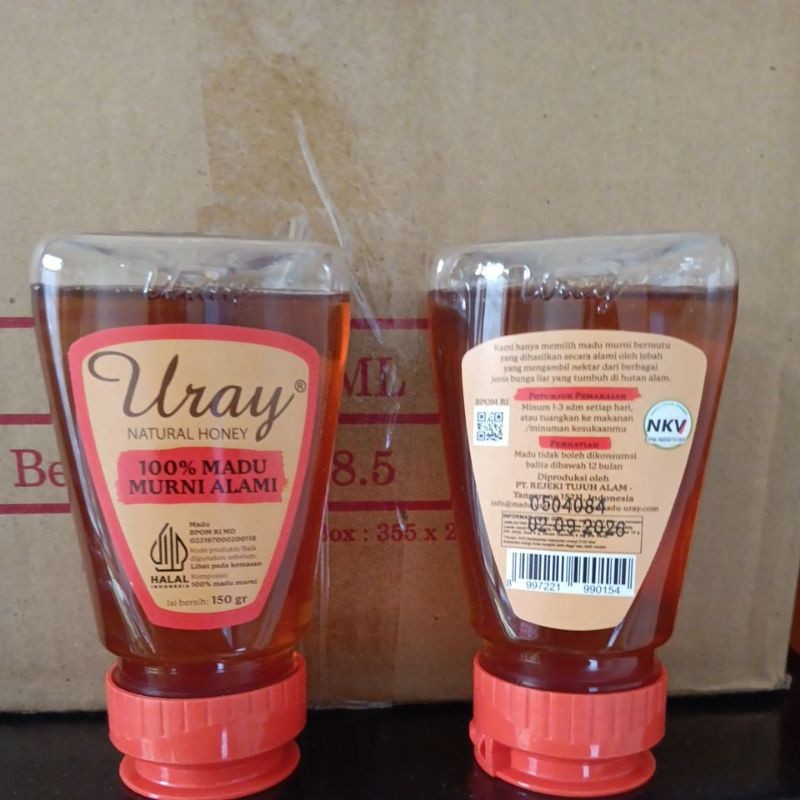 ML
Be
8.5
ox : 355 x 2
Uray®
NATURAL HONEY
100% MADU
MURNI ALAMI
Madu
BPOM RI MD
Kode produksi/Baik
digunakan sebelum:
Lihat pada kemasan
Komposisi:
100% madu murni
HALAL
INDONESIA
Isi bersih: 150 gr
Uray
Kami hanya memilih madu murni bermutu
yang dihasilkan secara alami oleh lebah
yang mengambil nektar dari berbagai
jenis bunga liar yang tumbuh di hutan alam.
BPOM RI
PETUNJUK PEMAKAIAN
Minum 1-3 sdm setiap hari,
atau tuangkan ke makanan
/minuman kesukaanmu
NKV
PERHATIAN
Madu tidak boleh dikonsumsi
balita dibawah 12 bulan
Diproduksi oleh
PT. REJEKI TUJUH ALAM -
Tangerang 15211, Indonesia
0504084
02.09.2026
8 997221 990154